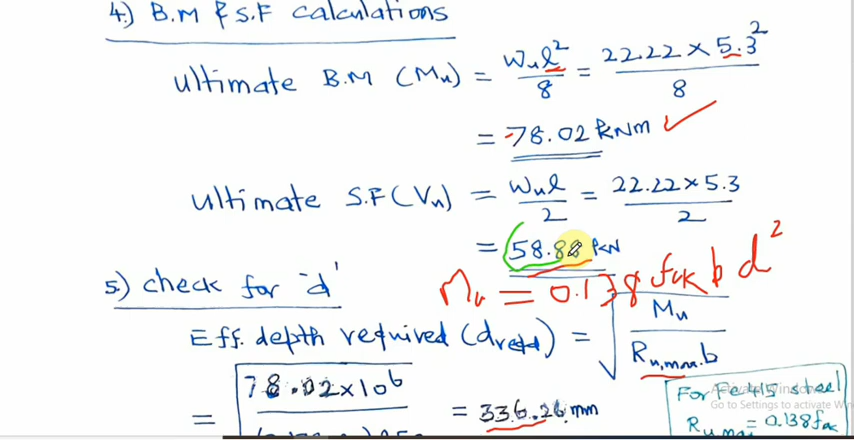 4.) B.M & S.F calculations
ultimate B.M (Mu) = Wul²/8 = 22.22 × 5.3²/8
= 78.02 kNm ✓
ultimate S.F (Vu) = Wul/2 = 22.22 × 5.3/2
= 58.88 kN
Mu = 0.138 fck b d²
5.) check for 'd'
Eff. depth required (dreqd) = √ Mu/Ru,max.b
= √ 78.02 × 10⁶
= 336.26 mm
For Fe415 steel
Ru,max = 0.138fck
Activate Windows
Go to Settings to activate W